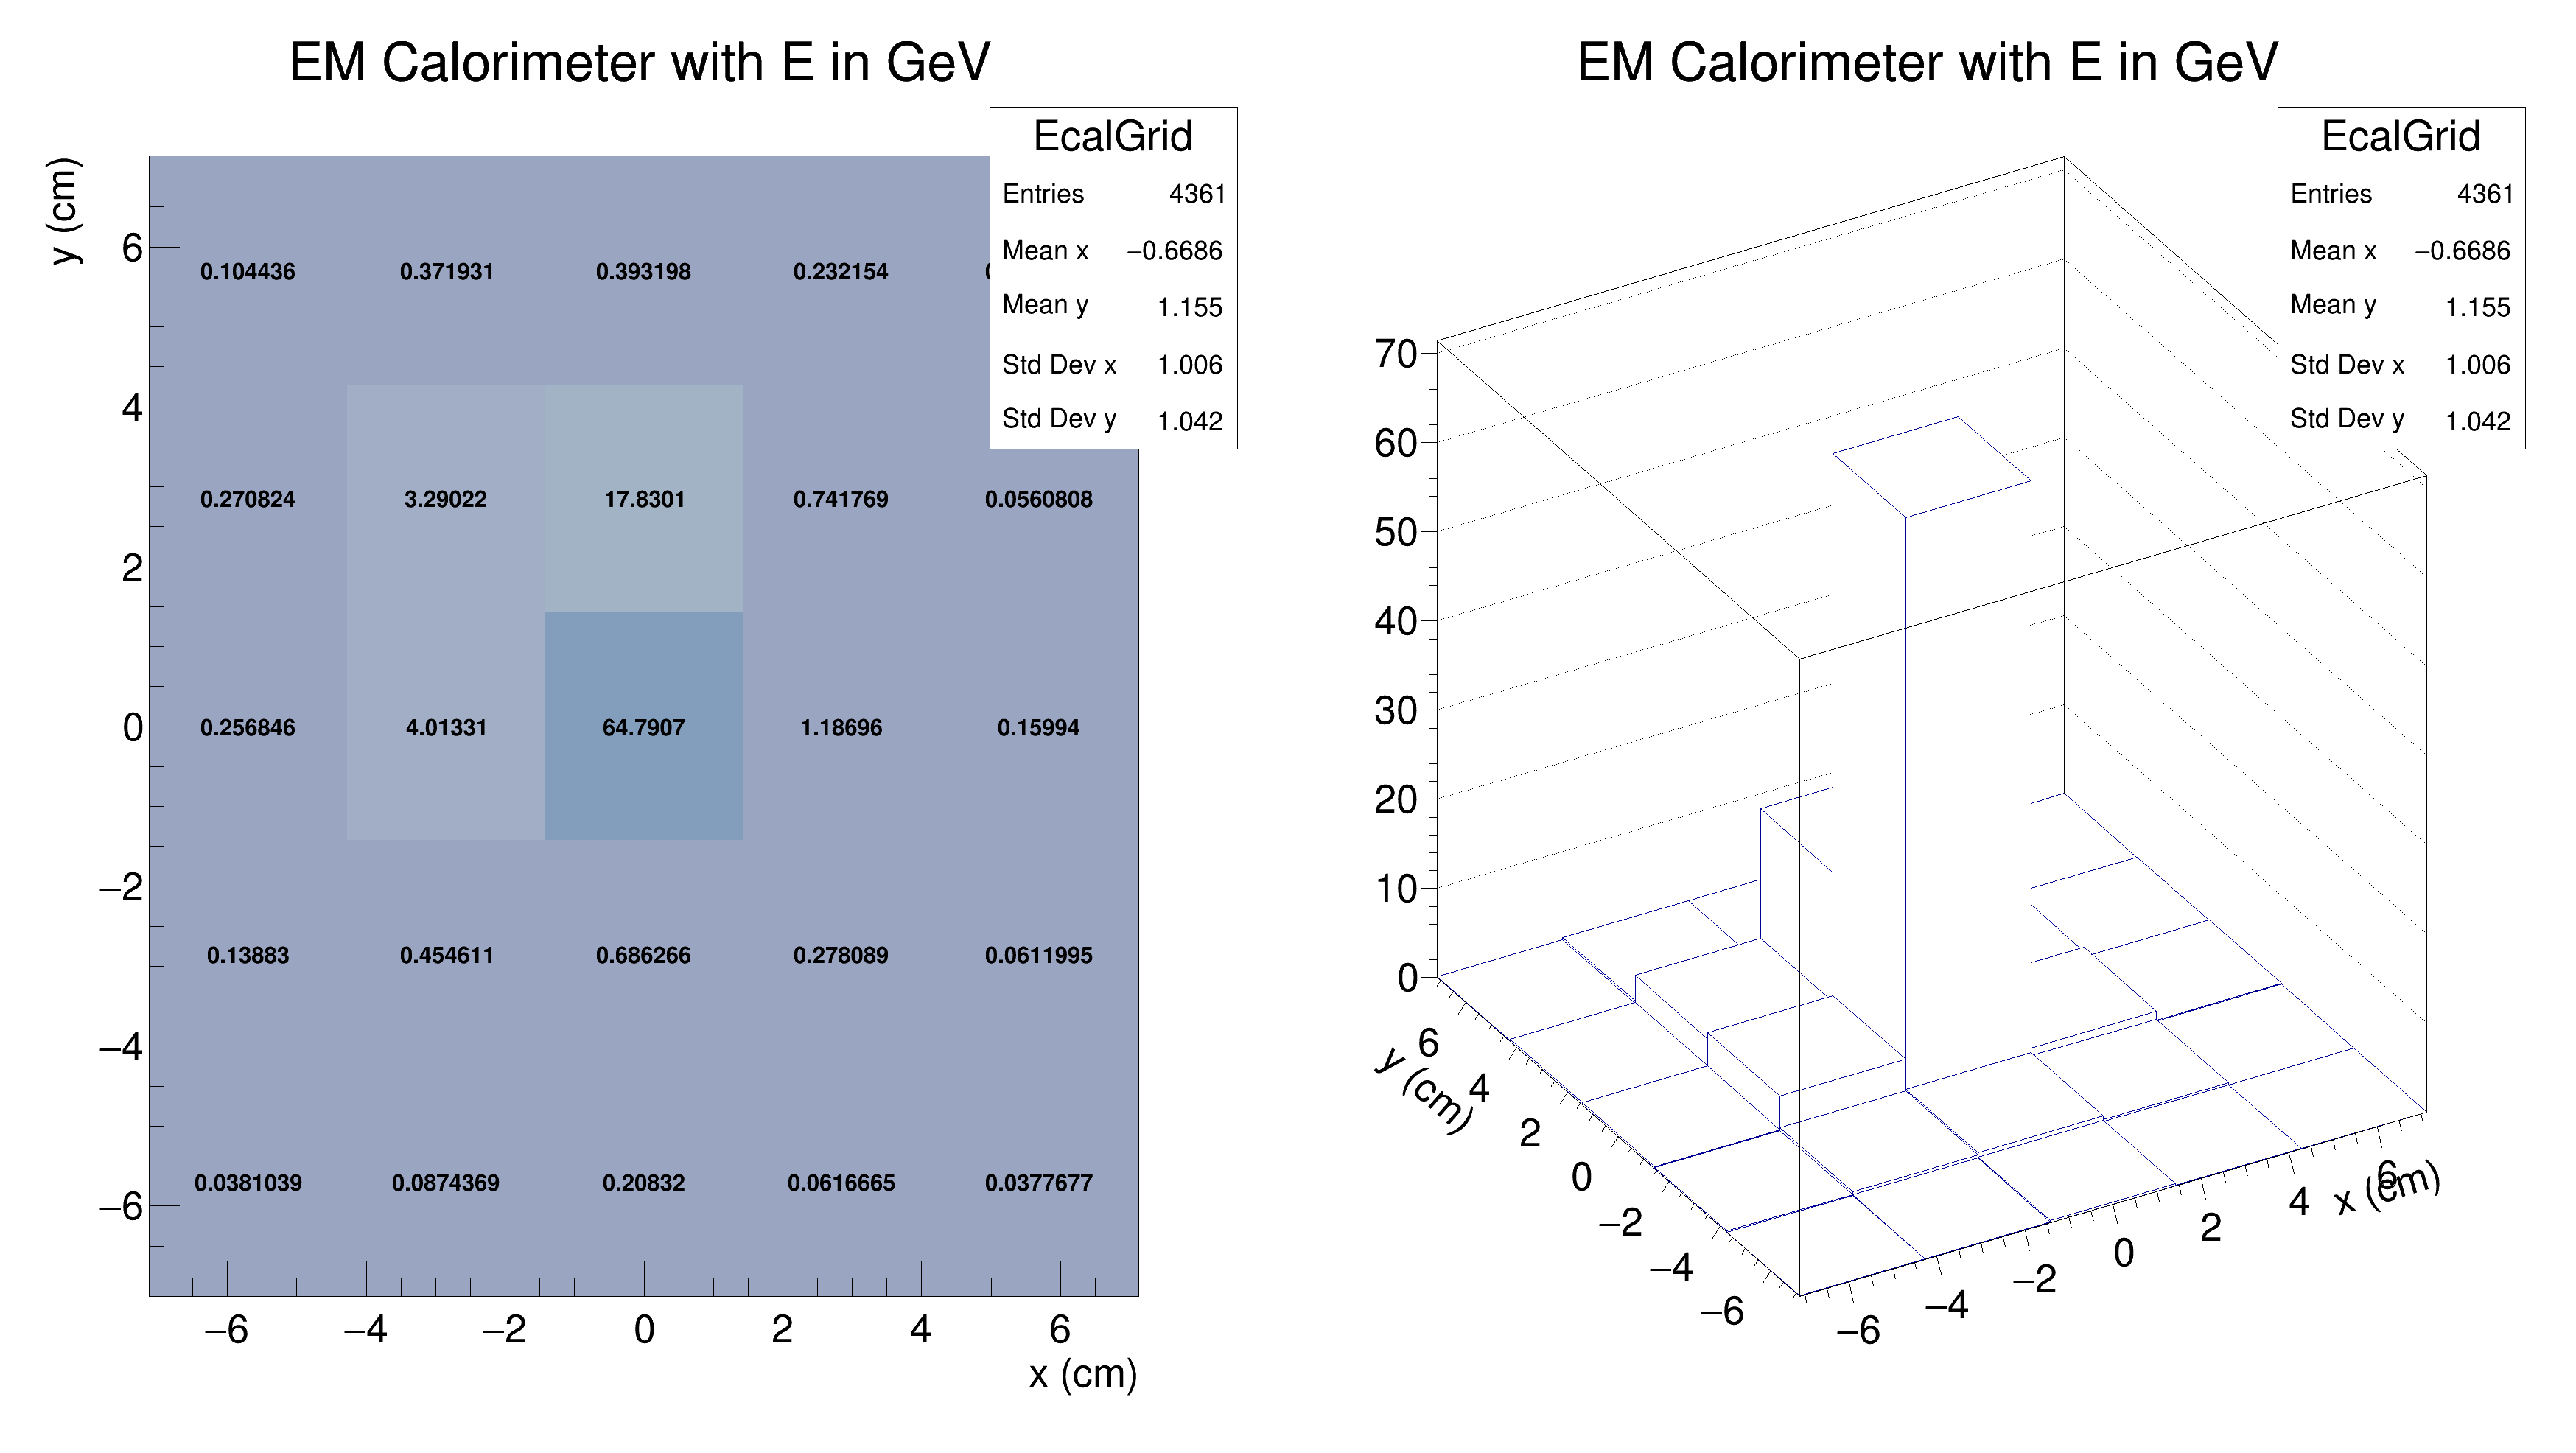 EM Calorimeter with E in GeV
EcalGrid
Entries 4361
Mean x −0.6686
Mean y 1.155
Std Dev x 1.006
Std Dev y 1.042
y (cm)
6
4
2
0
−2
−4
−6
0.104436 0.371931 0.393198 0.232154
0.270824 3.29022 17.8301 0.741769 0.0560808
0.256846 4.01331 64.7907 1.18696 0.15994
0.13883 0.454611 0.686266 0.278089 0.0611995
0.0381039 0.0874369 0.20832 0.0616665 0.0377677
−6 −4 −2 0 2 4 6
x (cm)
EM Calorimeter with E in GeV
EcalGrid
Entries 4361
Mean x −0.6686
Mean y 1.155
Std Dev x 1.006
Std Dev y 1.042
70
60
50
40
30
20
10
0
6
4
2
0
−2
−4
−6
y (cm)
−6
−4
−2
0
2
4
6
x (cm)